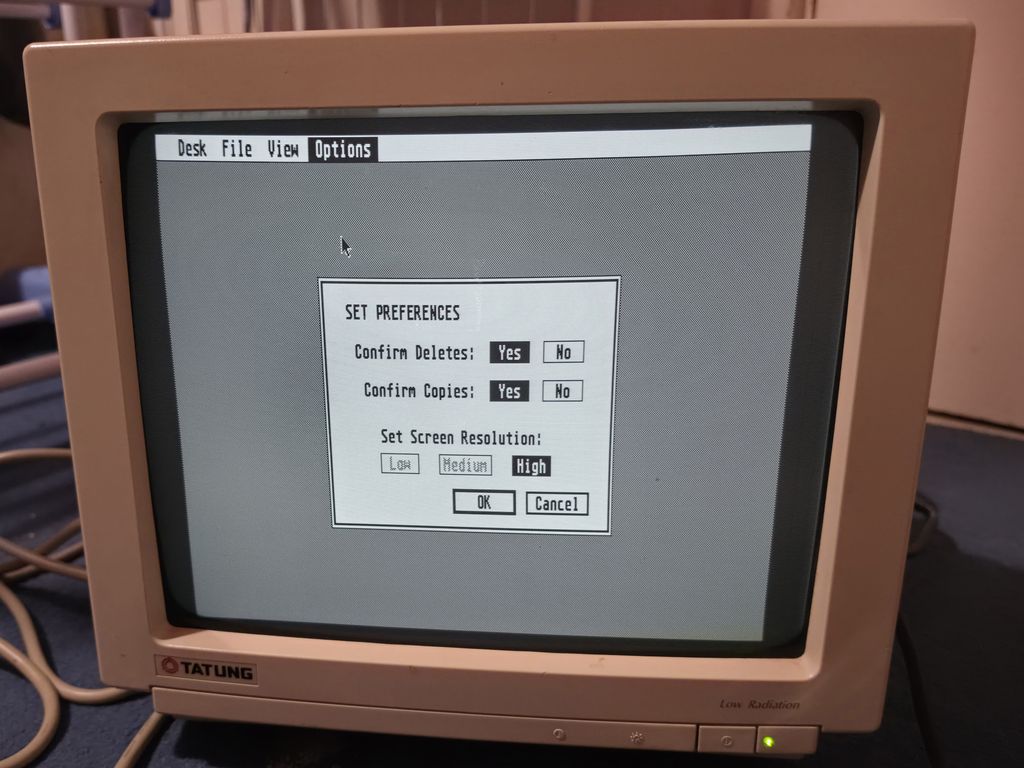 Desk File View Options
SET PREFERENCES
Confirm Deletes: Yes No
Confirm Copies: Yes No
Set Screen Resolution:
Low Medium High
OK Cancel
TATUNG
Low Radiation